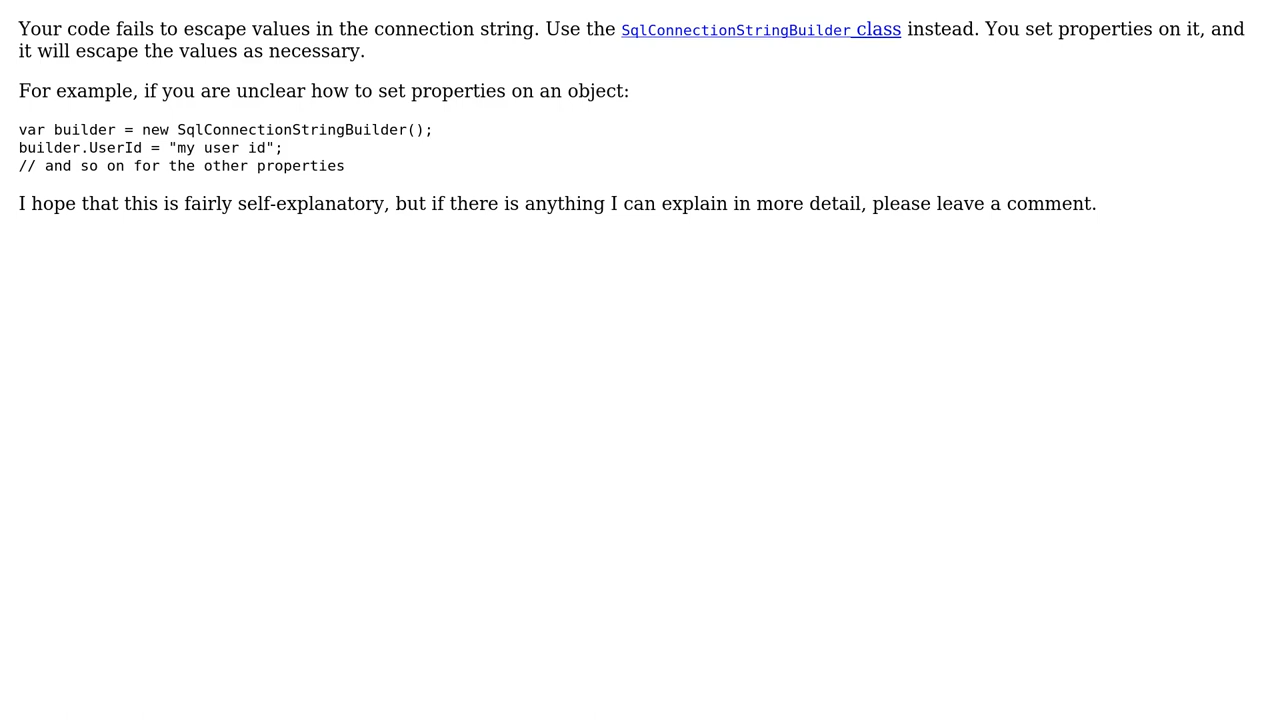 Your code fails to escape values in the connection string. Use the SqlConnectionStringBuilder class instead. You set properties on it, and
it will escape the values as necessary.
For example, if you are unclear how to set properties on an object:
var builder = new SqlConnectionStringBuilder();
builder.UserId = "my user id";
// and so on for the other properties
I hope that this is fairly self-explanatory, but if there is anything I can explain in more detail, please leave a comment.